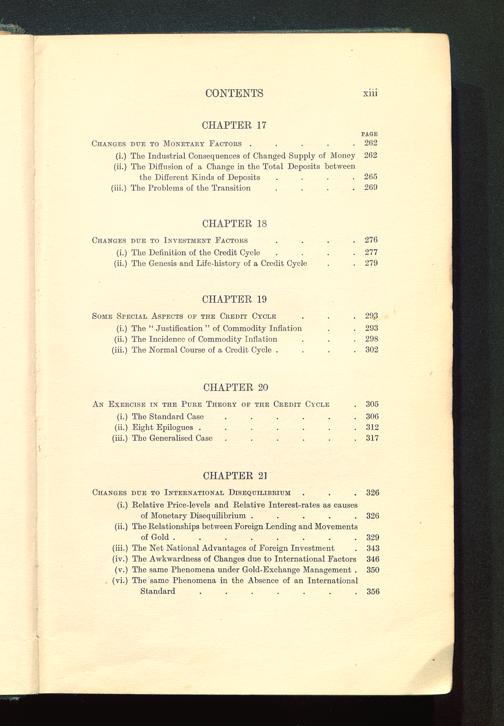 CONTENTS xiii
CHAPTER 17
PAGE
CHANGES DUE TO MONETARY FACTORS . . . . . 262
(i.) The Industrial Consequences of Changed Supply of Money 262
(ii.) The Diffusion of a Change in the Total Deposits between
the Different Kinds of Deposits . . . . 265
(iii.) The Problems of the Transition . . . . 269
CHAPTER 18
CHANGES DUE TO INVESTMENT FACTORS . . . . 276
(i.) The Definition of the Credit Cycle . . . . 277
(ii.) The Genesis and Life-history of a Credit Cycle . . 279
CHAPTER 19
SOME SPECIAL ASPECTS OF THE CREDIT CYCLE . . . 293
(i.) The " Justification " of Commodity Inflation . . 293
(ii.) The Incidence of Commodity Inflation . . . 298
(iii.) The Normal Course of a Credit Cycle . . . . 302
CHAPTER 20
AN EXERCISE IN THE PURE THEORY OF THE CREDIT CYCLE . 305
(i.) The Standard Case . . . . . . 306
(ii.) Eight Epilogues . . . . . . . 312
(iii.) The Generalised Case . . . . . . 317
CHAPTER 21
CHANGES DUE TO INTERNATIONAL DISEQUILIBRIUM . . . 326
(i.) Relative Price-levels and Relative Interest-rates as causes
of Monetary Disequilibrium . . . . . 326
(ii.) The Relationships between Foreign Lending and Movements
of Gold . . . . . . . . 329
(iii.) The Net National Advantages of Foreign Investment . 343
(iv.) The Awkwardness of Changes due to International Factors 346
(v.) The same Phenomena under Gold-Exchange Management . 350
(vi.) The same Phenomena in the Absence of an International
Standard . . . . . . . 356